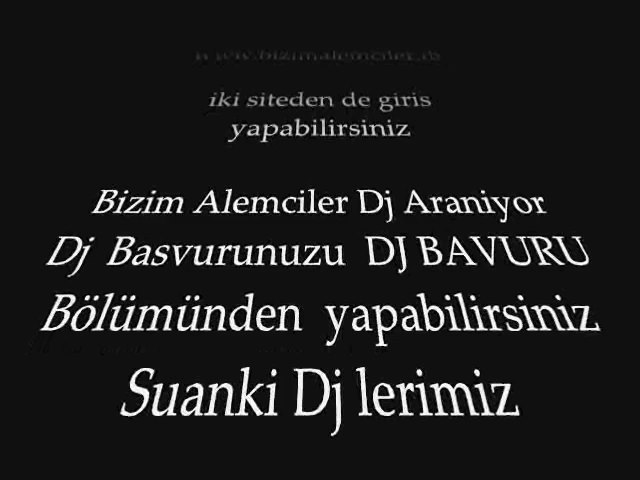 iki siteden de giris
yapabilirsiniz
Bizim Alemciler Dj Araniyor
Dj Basvurunuzu DJ BAVURU
Bölümünden yapabilirsiniz
Suanki Dj lerimiz